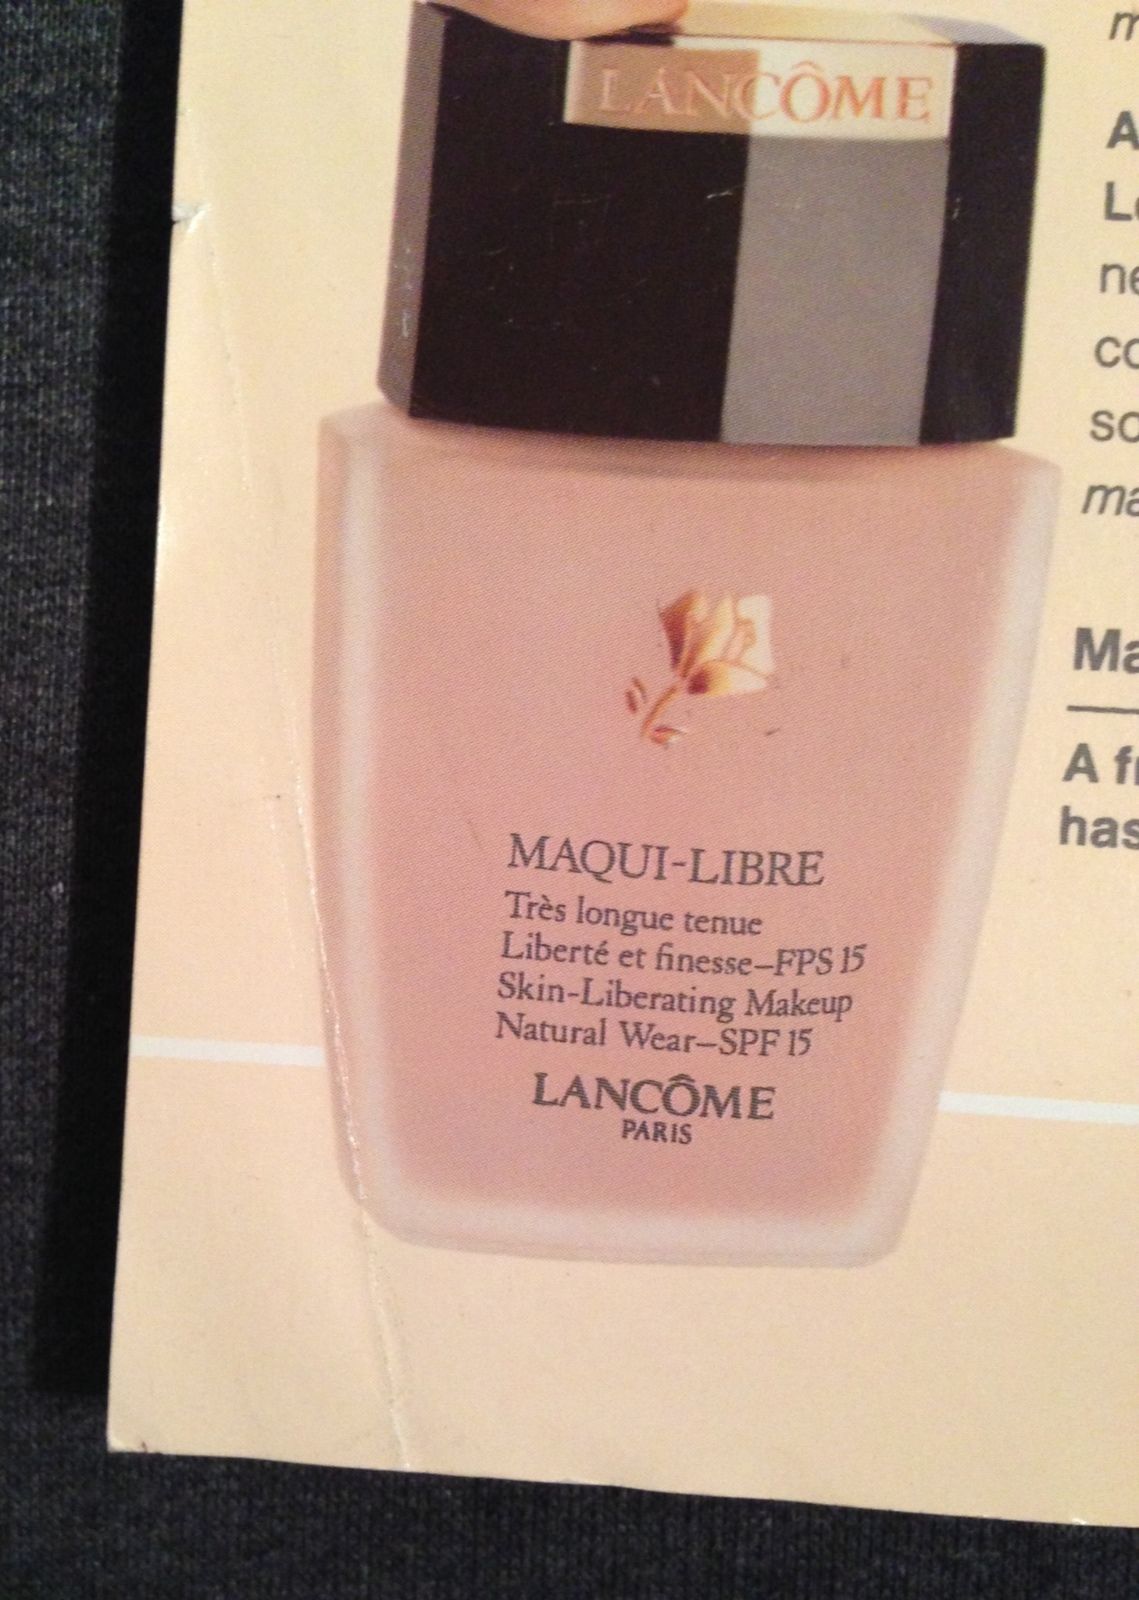 LANCÔME
MAQUI-LIBRE
Très longue tenue
Liberté et finesse–FPS 15
Skin-Liberating Makeup
Natural Wear–SPF 15
LANCÔME
PARIS
A
has